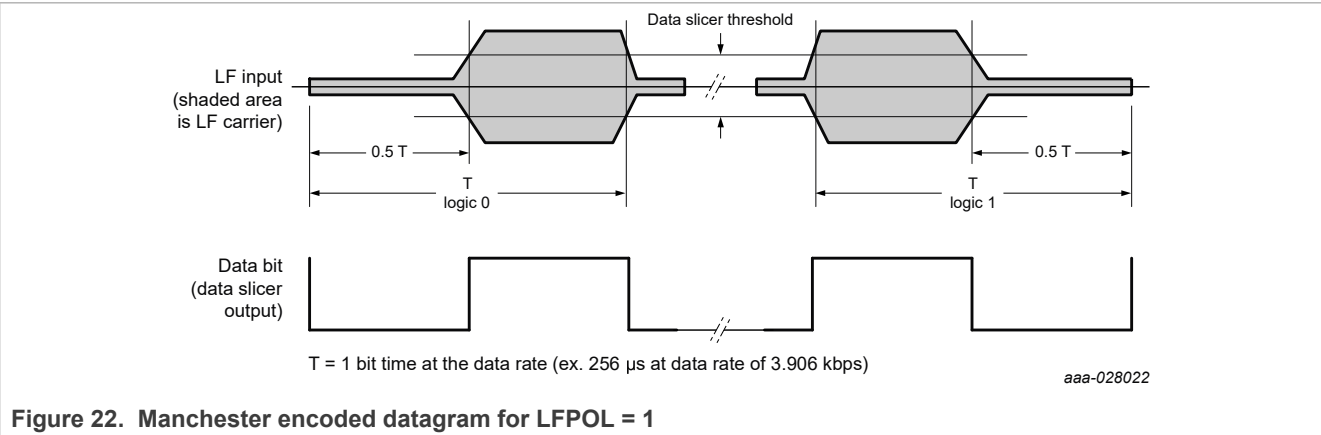 Data slicer threshold
LF input
(shaded area
is LF carrier)
0.5 T
0.5 T
T
logic 0
T
logic 1
Data bit
(data slicer
output)
T = 1 bit time at the data rate (ex. 256 μs at data rate of 3.906 kbps)
aaa-028022
Figure 22. Manchester encoded datagram for LFPOL = 1